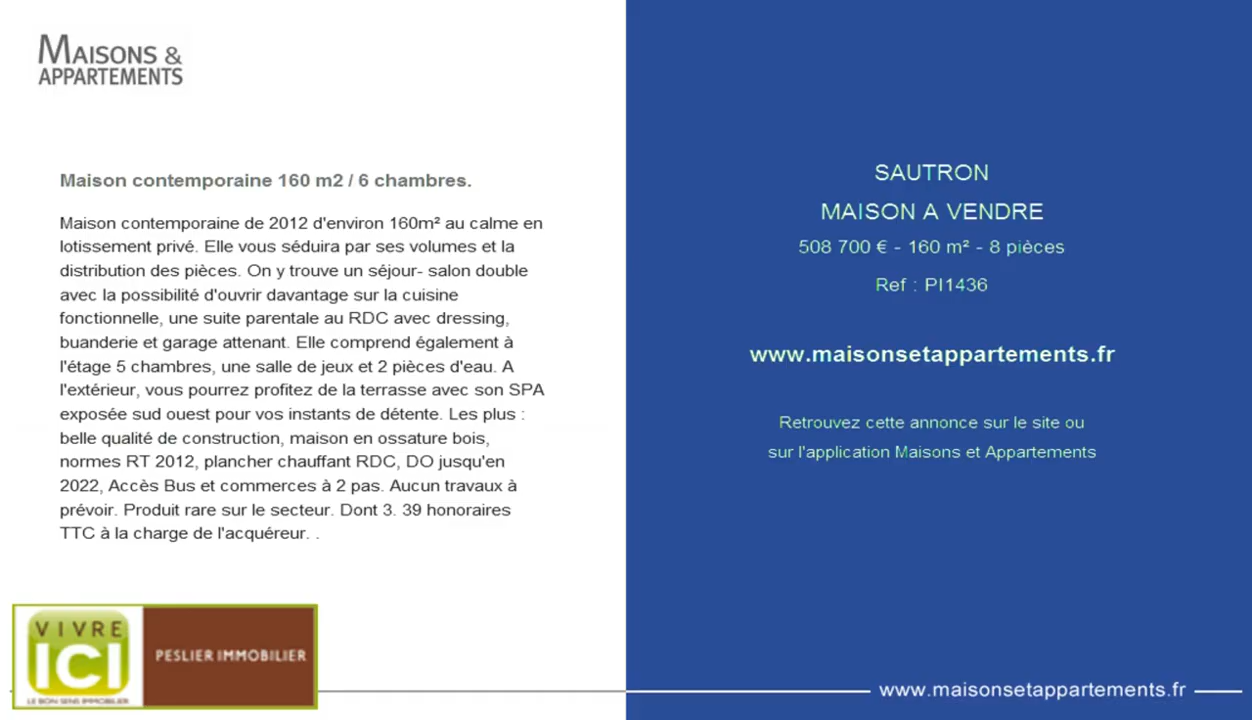 MAISONS &
APPARTEMENTS
Maison contemporaine 160 m2 / 6 chambres.
Maison contemporaine de 2012 d'environ 160m² au calme en
lotissement privé. Elle vous séduira par ses volumes et la
distribution des pièces. On y trouve un séjour- salon double
avec la possibilité d'ouvrir davantage sur la cuisine
fonctionnelle, une suite parentale au RDC avec dressing,
buanderie et garage attenant. Elle comprend également à
l'étage 5 chambres, une salle de jeux et 2 pièces d'eau. A
l'extérieur, vous pourrez profitez de la terrasse avec son SPA
exposée sud ouest pour vos instants de détente. Les plus :
belle qualité de construction, maison en ossature bois,
normes RT 2012, plancher chauffant RDC, DO jusqu'en
2022, Accès Bus et commerces à 2 pas. Aucun travaux à
prévoir. Produit rare sur le secteur. Dont 3. 39 honoraires
TTC à la charge de l'acquéreur. .
VIVRE
ICI
LE BON SENS IMMOBILIER
PESLIER IMMOBILIER
SAUTRON
MAISON A VENDRE
508 700 € - 160 m² - 8 pièces
Ref : PI1436
www.maisonsetappartements.fr
Retrouvez cette annonce sur le site ou
sur l'application Maisons et Appartements
www.maisonsetappartements.fr